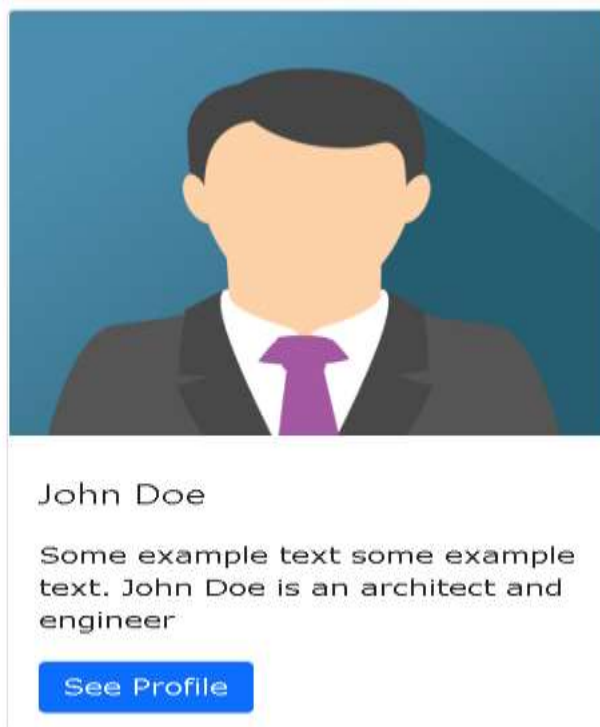 John Doe
Some example text some example
text. John Doe is an architect and
engineer
See Profile